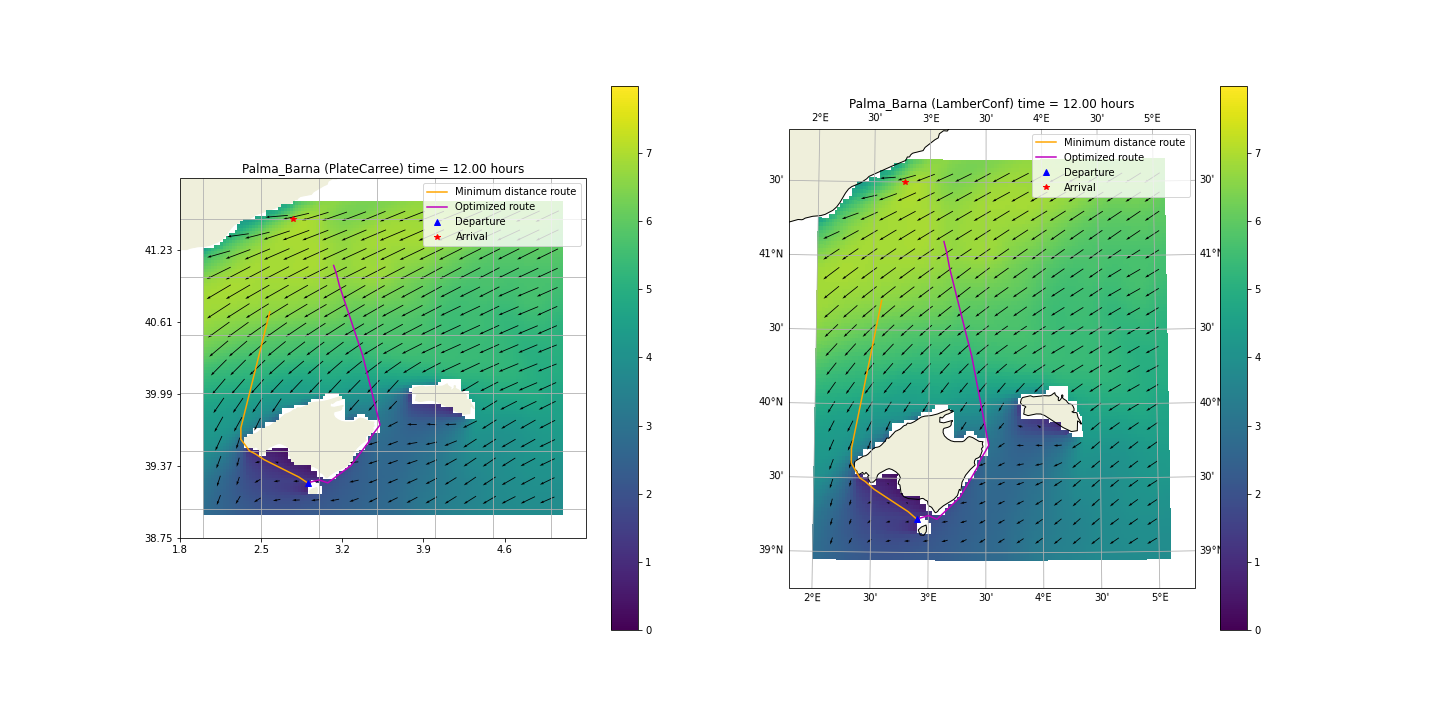 Palma_Barna (PlateCarree) time = 12.00 hours
Minimum distance route
Optimized route
Departure
Arrival
41.23
40.61
39.99
39.37
38.75
1.8
2.5
3.2
3.9
4.6
7
6
5
4
3
2
1
0
Palma_Barna (LamberConf) time = 12.00 hours
2°E
30'
3°E
30'
4°E
30'
5°E
Minimum distance route
Optimized route
Departure
Arrival
30'
41°N
30'
40°N
30'
39°N
30'
41°N
30'
40°N
30'
39°N
2°E
30'
3°E
30'
4°E
30'
5°E
7
6
5
4
3
2
1
0